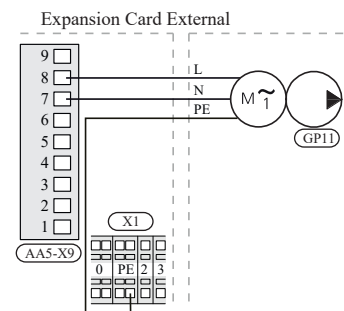 Expansion Card External
9
8
7
6
5
4
3
2
1
L
N
PE
M ~ 1
GP11
X1
0 PE 2 3
AA5-X9